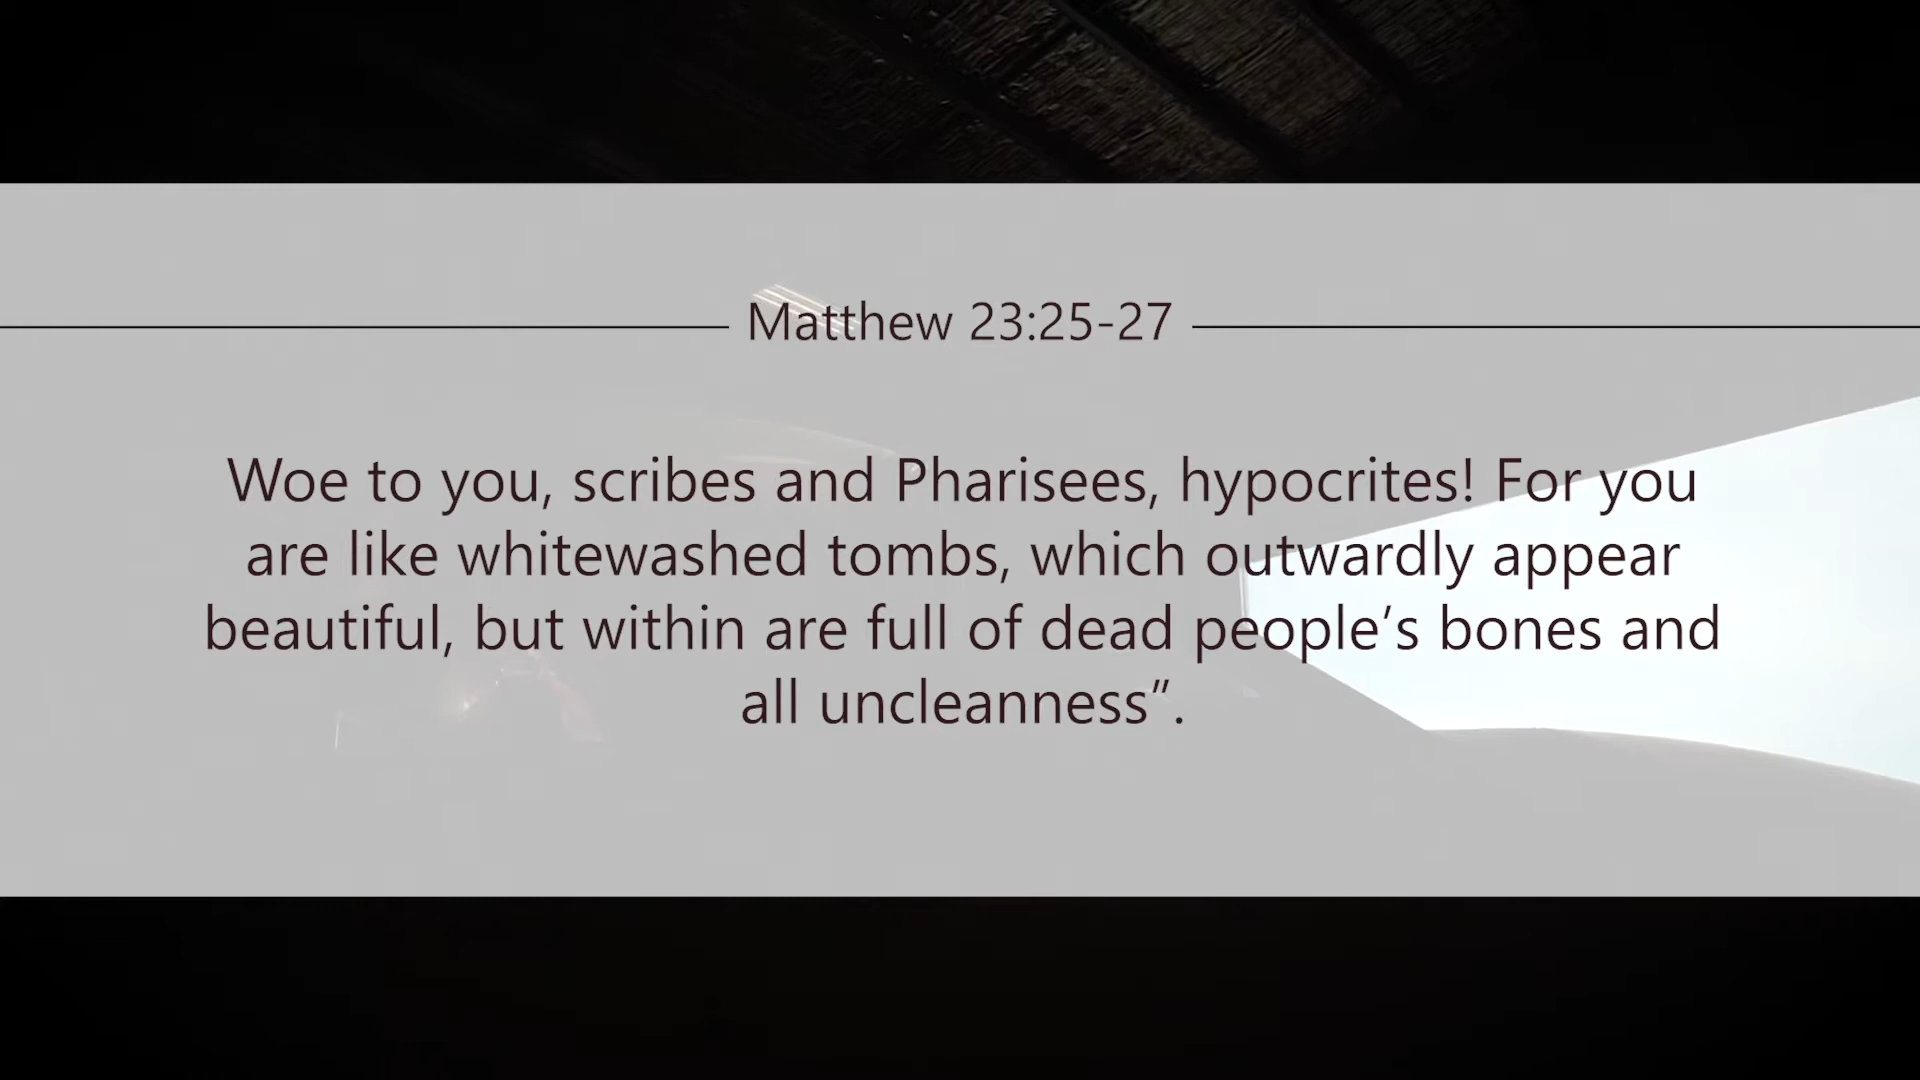 Matthew 23:25-27
Woe to you, scribes and Pharisees, hypocrites! For you
are like whitewashed tombs, which outwardly appear
beautiful, but within are full of dead people’s bones and
all uncleanness”.